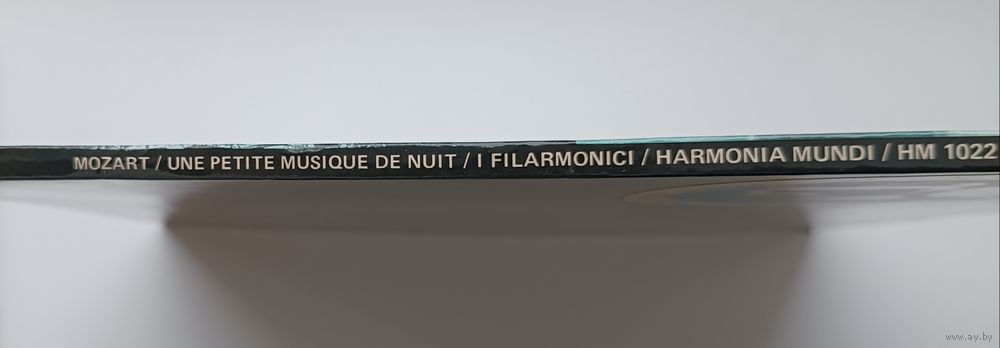 MOZART / UNE PETITE MUSIQUE DE NUIT / I FILARMONICI / HARMONIA MUNDI / HM 1022
www.ay.by